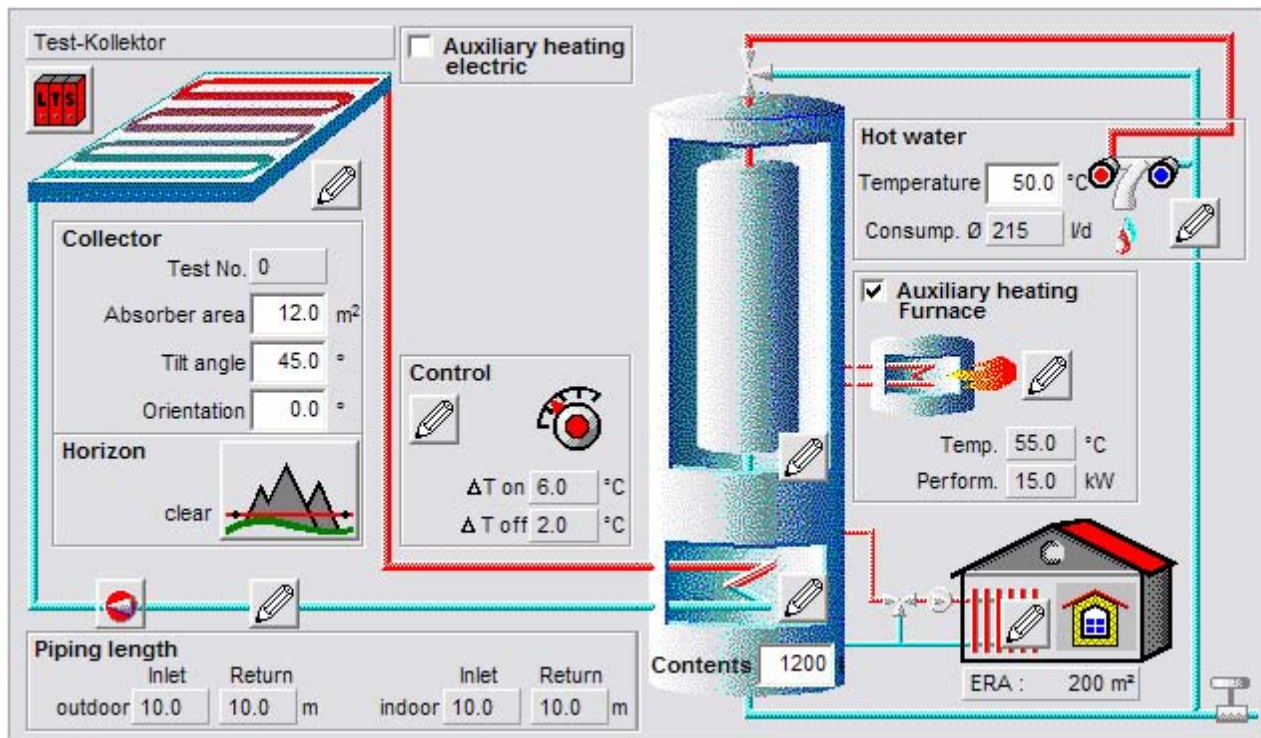 Test-Kollektor
LTS
Auxiliary heating
electric
Hot water
Temperature 50.0 °C
Consump. Ø 215 l/d
Collector
Test No. 0
Absorber area 12.0 m²
Tilt angle 45.0 °
Orientation 0.0 °
Horizon
clear
Control
ΔT on 6.0 °C
Δ T off 2.0 °C
Auxiliary heating
Furnace
Temp. 55.0 °C
Perform. 15.0 kW
Contents 1200
ERA : 200 m²
Piping length
Inlet Return Inlet Return
outdoor 10.0 10.0 m indoor 10.0 10.0 m